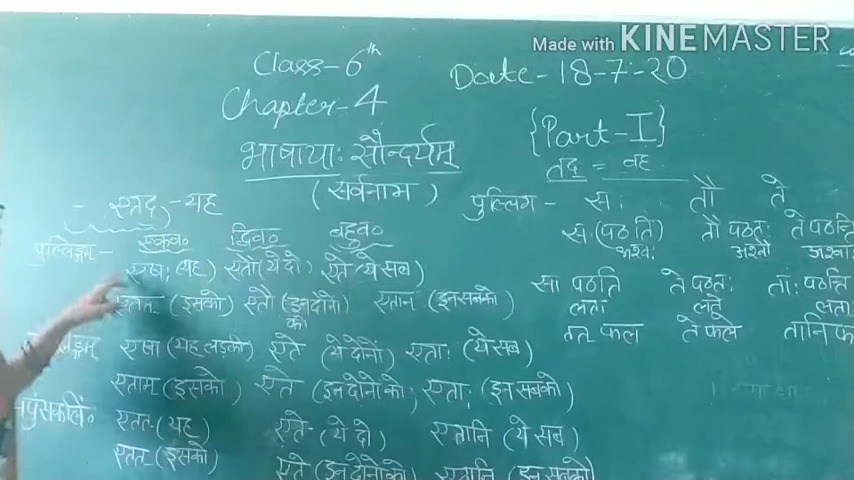 Made with KINEMASTER
Class-6th Date-18-7-20
Chapter-4
{Part-I}
भाषायाः सौन्दर्यम्
तद् = वह
(सर्वनाम)
- एतद् -यह
पुल्लिंग - सः तौ ते
एकव० द्विव० बहुव०
सः(पठति) तौ पठतः ते पठन्ति
अश्वः अश्वौ अश्वाः
पुल्लिङ्गम - एषः (यह) एतौ (ये दो) एते (ये सब)
सा पठति ते पठतः ताः पठन्ति
लता लते लता
एतत (इसको) एतौ (इन दोनो को) एतान (इन सबको)
तत फल ते फले तानि फ
लिङ्गम् एषा (यह लड़की) एते (ये दोनों) एताः (ये सब)
एताम् (इसको) एते (इन दोनो को) एताः (इन सबको)
नपुंसकलिं० एतत-(यह) एते- (ये दो) एतानि (ये सब)
एतत-(इसको) एते (इन दोनोंको) एतानि (इन सबको)